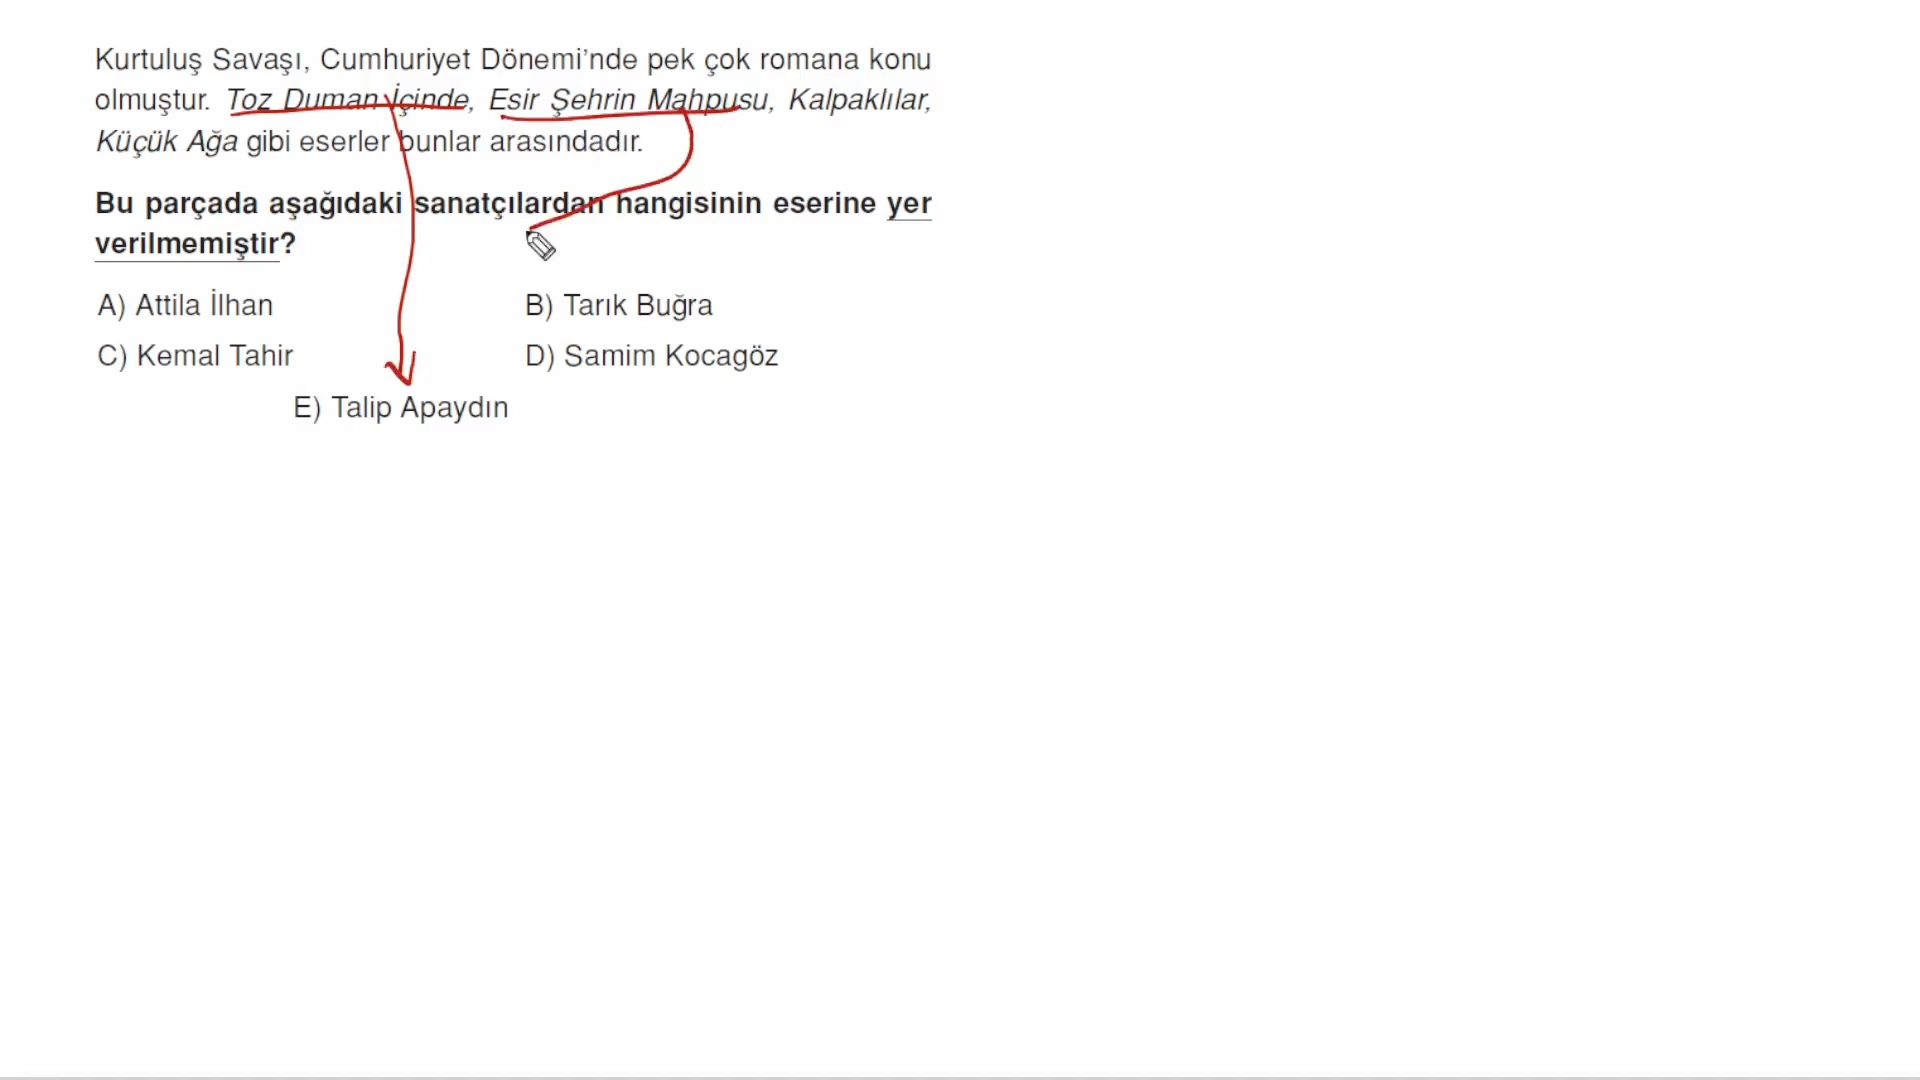 Kurtuluş Savaşı, Cumhuriyet Dönemi’nde pek çok romana konu
olmuştur. Toz Duman İçinde, Esir Şehrin Mahpusu, Kalpaklılar,
Küçük Ağa gibi eserler bunlar arasındadır.
Bu parçada aşağıdaki sanatçılardan hangisinin eserine yer
verilmemiştir?
A) Attila İlhan
B) Tarık Buğra
C) Kemal Tahir
D) Samim Kocagöz
E) Talip Apaydın